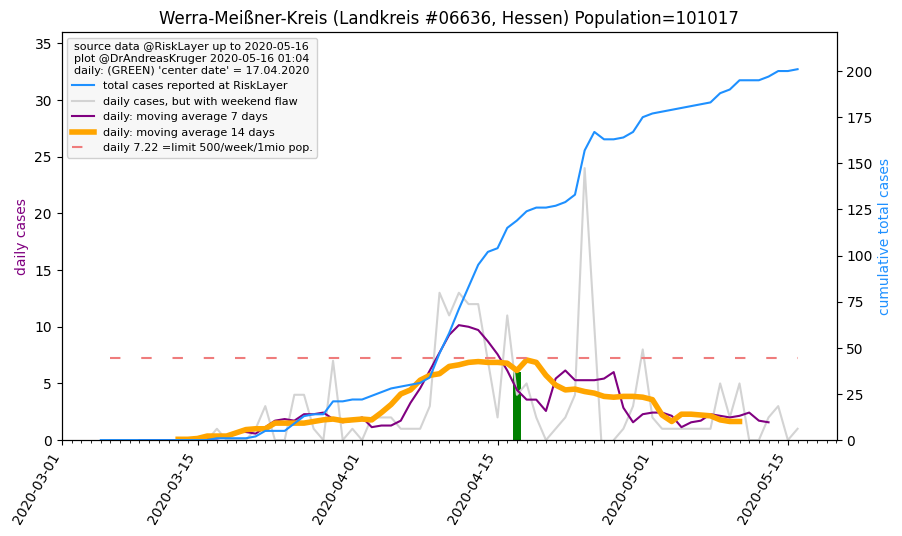 Werra-Meißner-Kreis (Landkreis #06636, Hessen) Population=101017
source data @RiskLayer up to 2020-05-16
plot @DrAndreasKruger 2020-05-16 01:04
daily: (GREEN) 'center date' = 17.04.2020
total cases reported at RiskLayer
daily cases, but with weekend flaw
daily: moving average 7 days
daily: moving average 14 days
daily 7.22 =limit 500/week/1mio pop.
daily cases
35
30
25
20
15
10
5
0
cumulative total cases
200
175
150
125
100
75
50
25
0
2020-03-01
2020-03-15
2020-04-01
2020-04-15
2020-05-01
2020-05-15